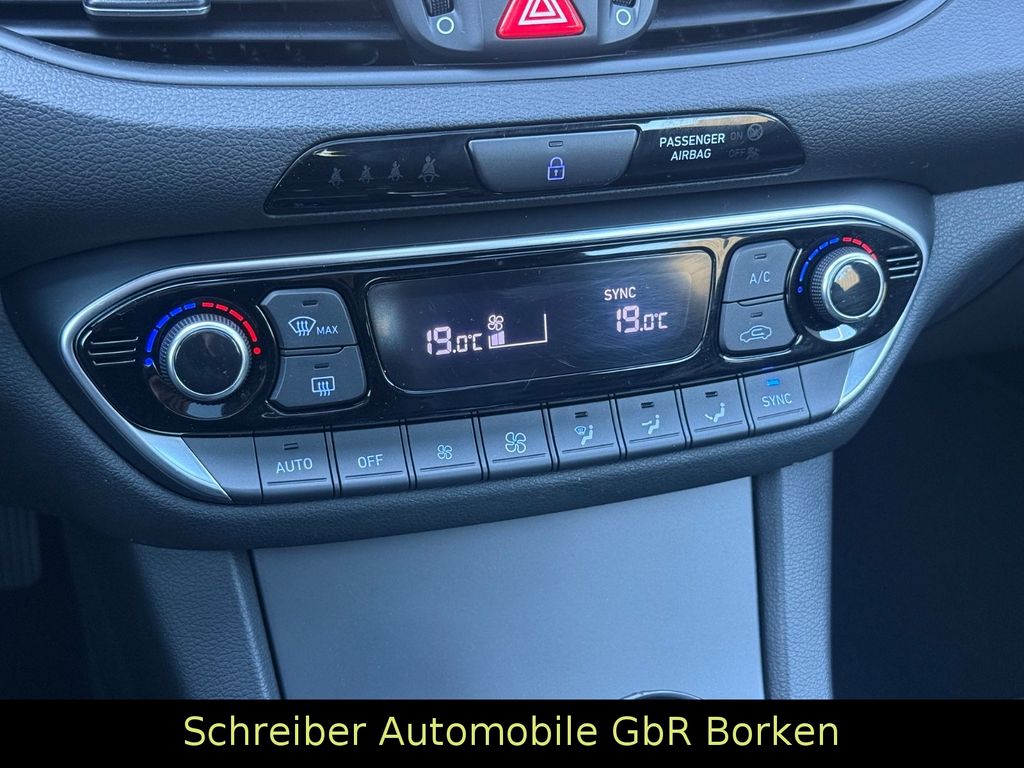 PASSENGER ON
AIRBAG OFF
A/C
SYNC
19.0°C
19.0°C
MAX
SYNC
AUTO
OFF
Schreiber Automobile GbR Borken